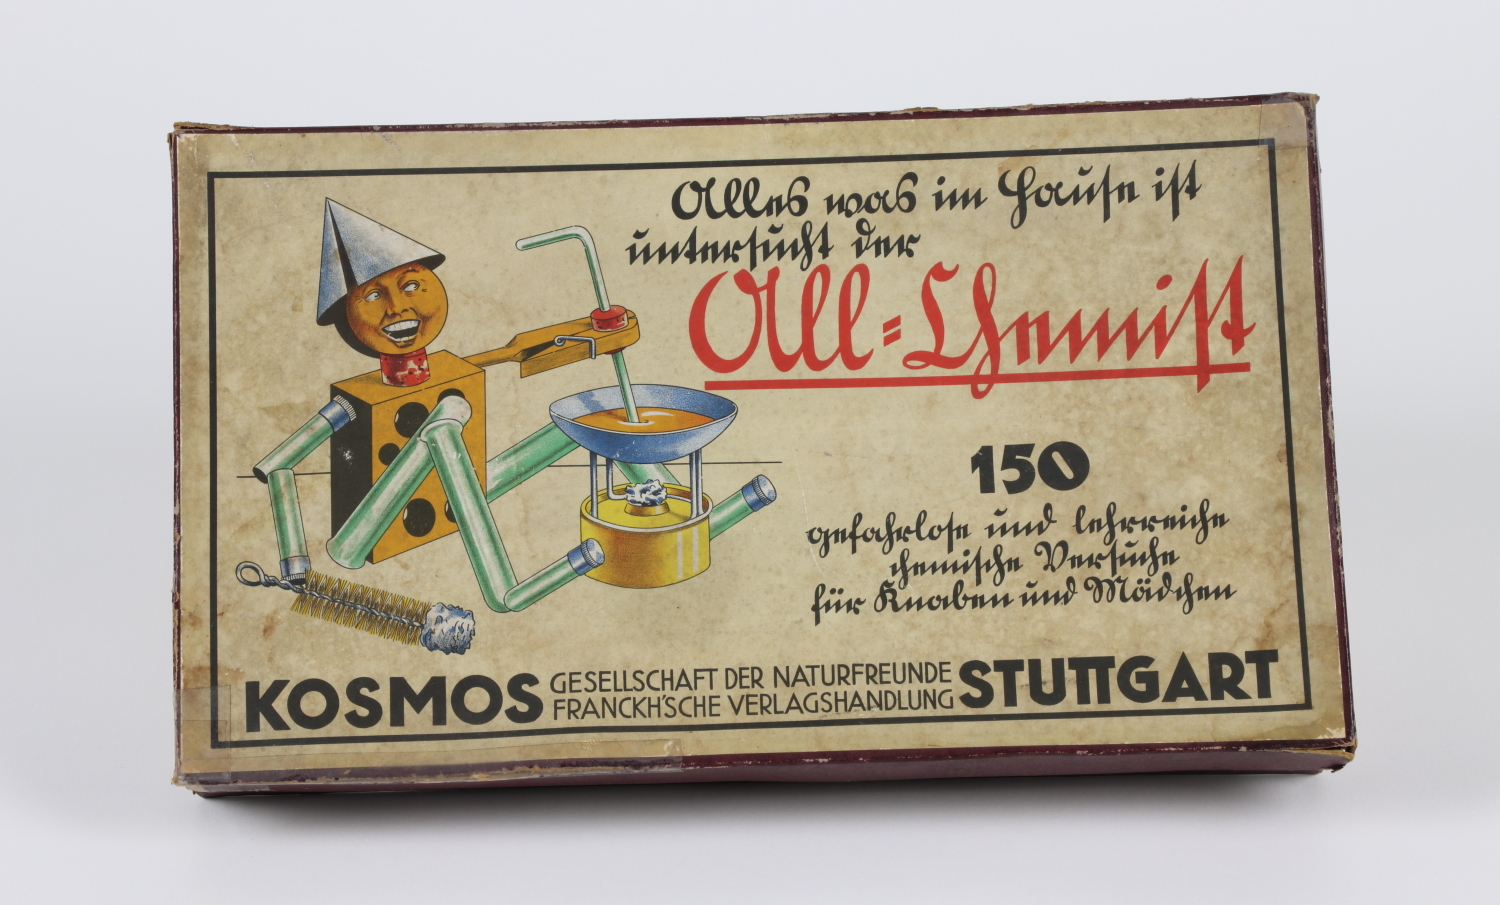 Alles was im Hause ist
untersucht der
All=Chemist
150
gefahrlose und lehrreiche
chemische Versuche
für Knaben und Mädchen
KOSMOS GESELLSCHAFT DER NATURFREUNDE STUTTGART
FRANCKH'SCHE VERLAGSHANDLUNG